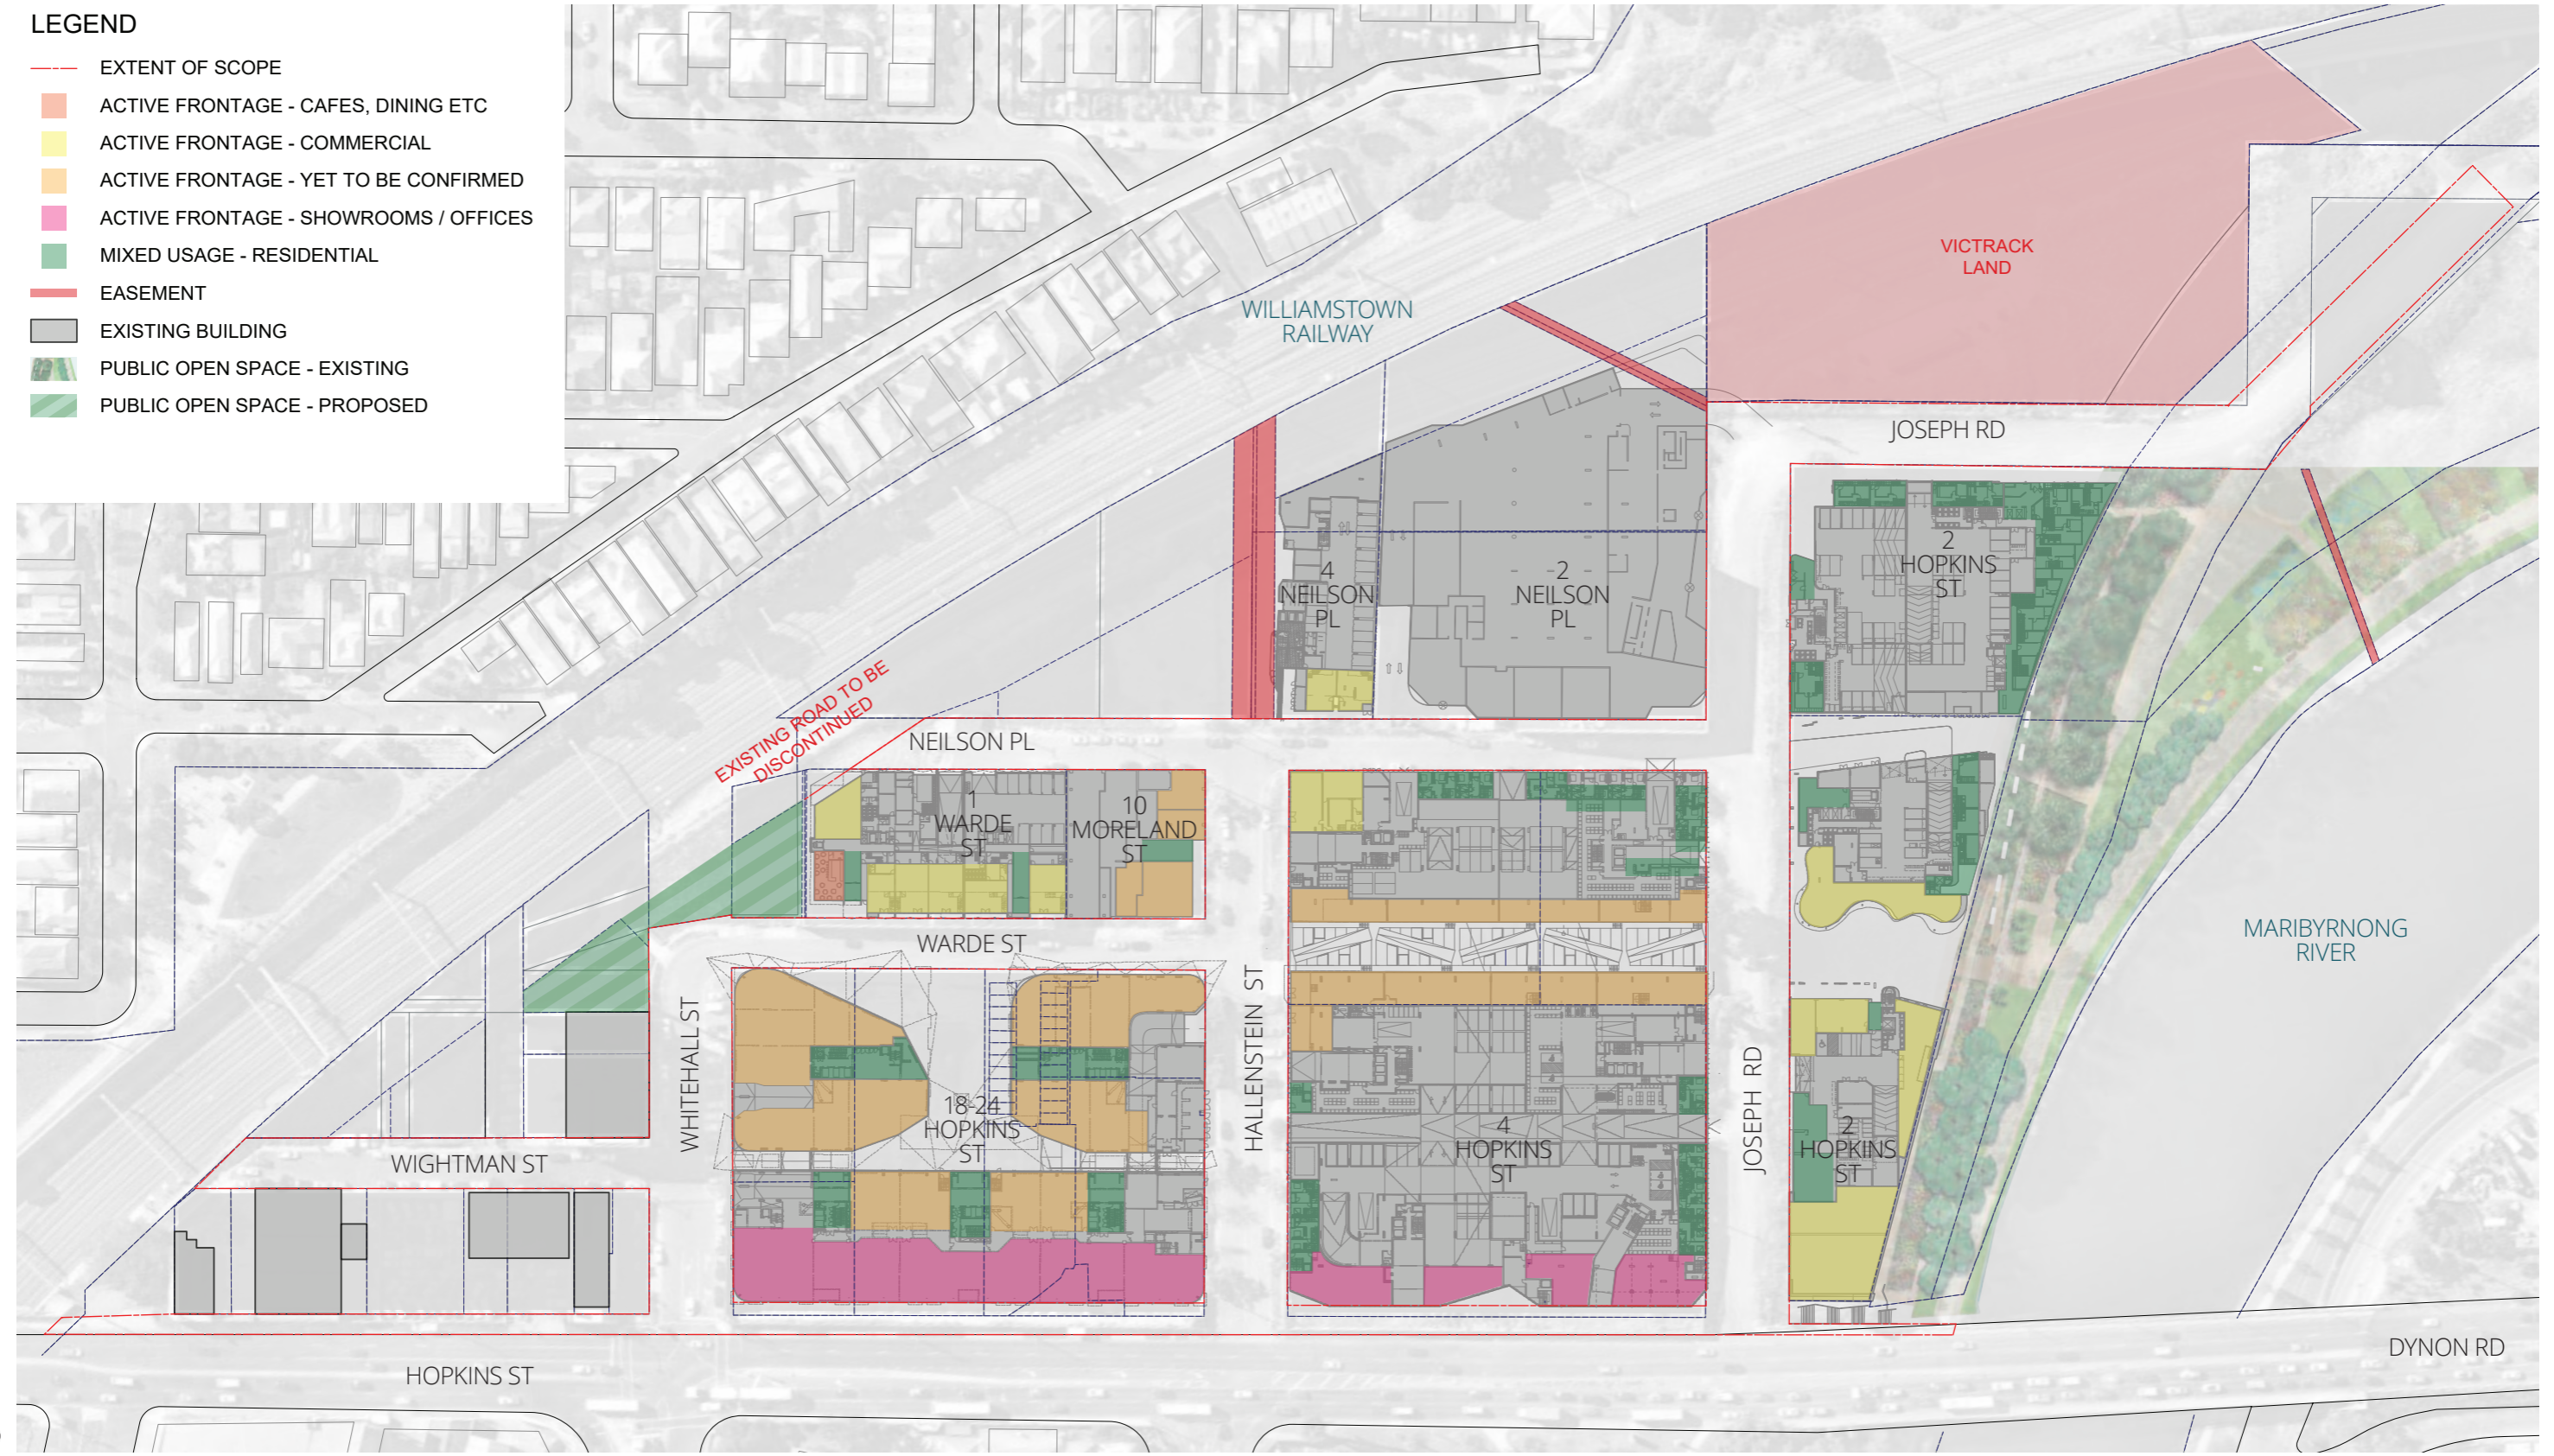 LEGEND
EXTENT OF SCOPE
ACTIVE FRONTAGE - CAFES, DINING ETC
ACTIVE FRONTAGE - COMMERCIAL
ACTIVE FRONTAGE - YET TO BE CONFIRMED
ACTIVE FRONTAGE - SHOWROOMS / OFFICES
MIXED USAGE - RESIDENTIAL
EASEMENT
EXISTING BUILDING
PUBLIC OPEN SPACE - EXISTING
PUBLIC OPEN SPACE - PROPOSED
VICTRACK
LAND
WILLIAMSTOWN
RAILWAY
JOSEPH RD
2
HOPKINS
ST
4
NEILSON
PL
2
NEILSON
PL
EXISTING ROAD TO BE
DISCONTINUED
NEILSON PL
1
WARDE
ST
10
MORELAND
ST
WARDE ST
MARIBYRNONG
RIVER
WHITEHALL ST
HALLENSTEIN ST
JOSEPH RD
18-24
HOPKINS
ST
4
HOPKINS
ST
2
HOPKINS
ST
WIGHTMAN ST
HOPKINS ST
DYNON RD